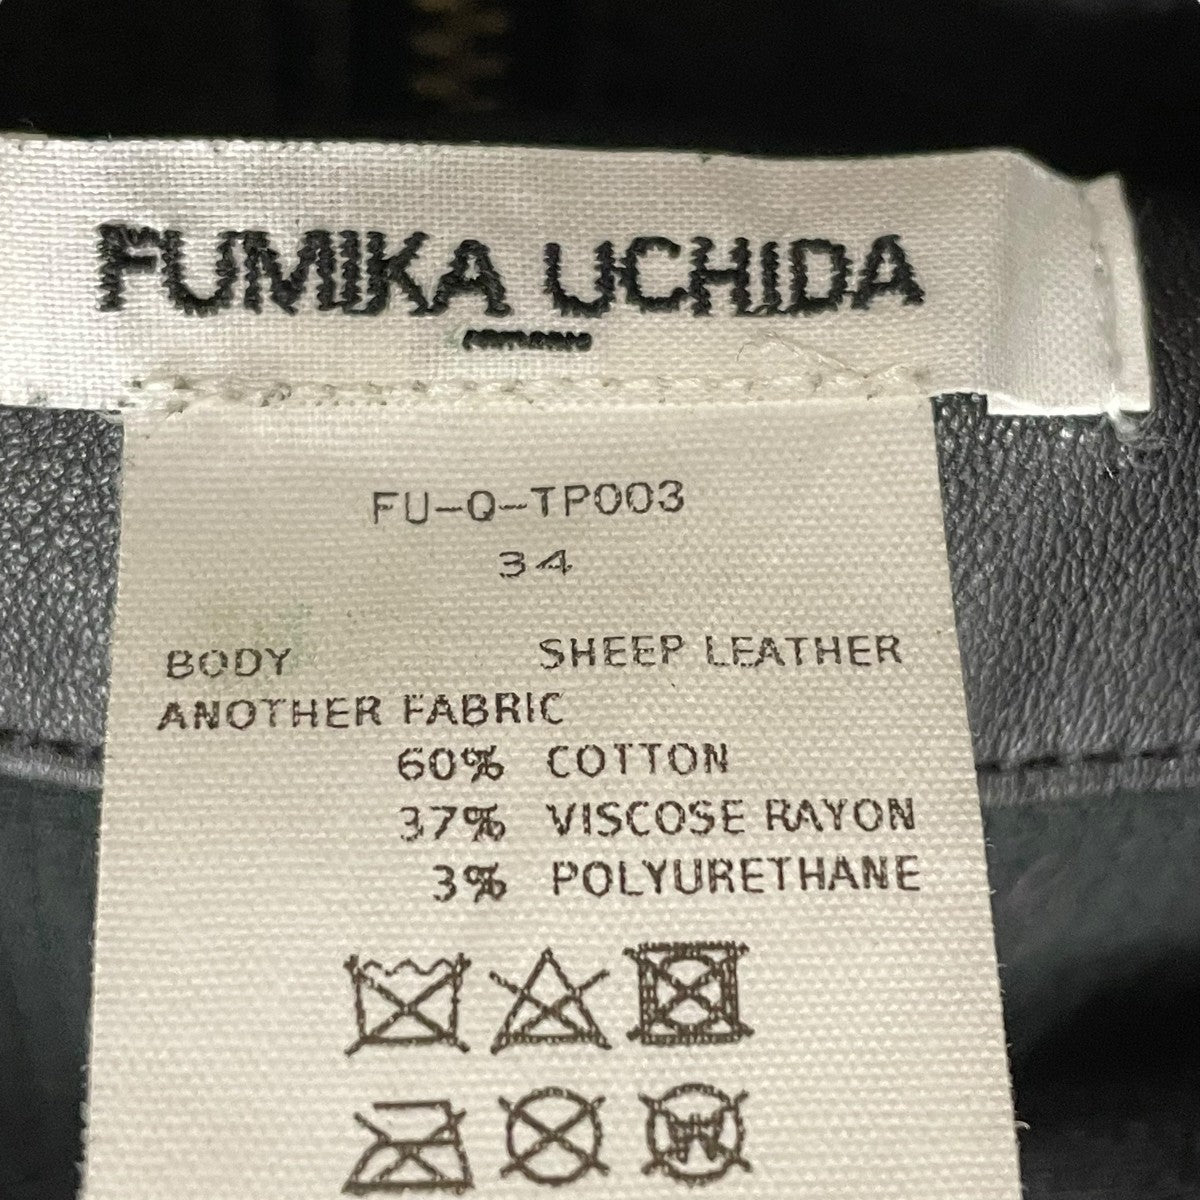 FUMIKA UCHIDA
FU-Q-TP003
34
BODY SHEEP LEATHER
ANOTHER FABRIC
60% COTTON
37% VISCOSE RAYON
3% POLYURETHANE
W